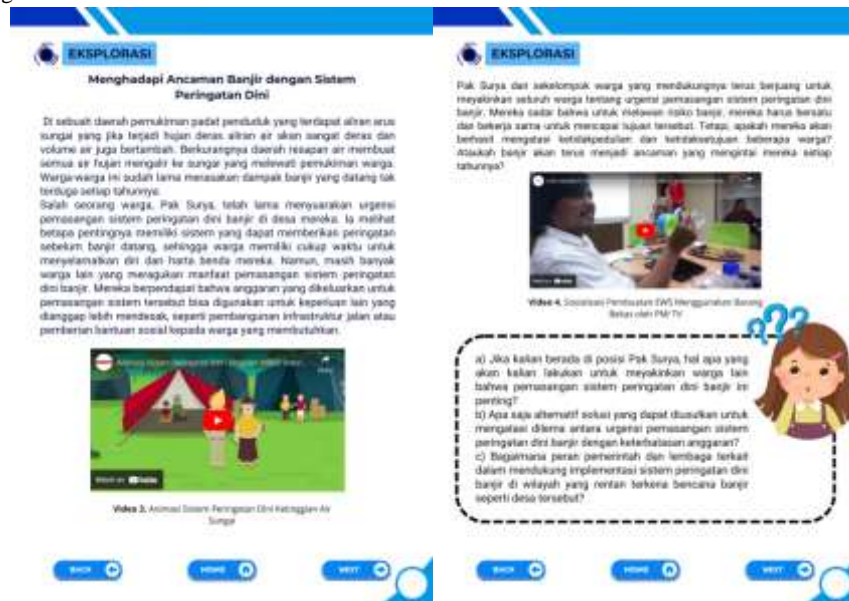 EKSPLORASI
Menghadapi Ancaman Banjir dengan Sistem
Peringatan Dini
Di sebuah daerah pemukiman padat penduduk yang terdapat aliran arus
sungai yang jika terjadi hujan deras aliran air akan sangat deras dan
volume air juga bertambah. Berkurangnya daerah resapan air membuat
semua air hujan mengalir ke sungai yang melewati pemukiman warga.
Warga-warga ini sudah lama merasakan dampak banjir yang datang tak
terduga setiap tahunnya.
Salah seorang warga, Pak Surya, telah lama menyuarakan urgensi
pemasangan sistem peringatan dini banjir di desa mereka. Ia melihat
betapa pentingnya memiliki sistem yang dapat memberikan peringatan
sebelum banjir datang, sehingga warga memiliki cukup waktu untuk
menyelamatkan diri dan harta benda mereka. Namun, masih banyak
warga lain yang meragukan manfaat pemasangan sistem peringatan
dini banjir. Mereka berpendapat bahwa anggaran yang dikeluarkan untuk
pemasangan sistem tersebut bisa digunakan untuk keperluan lain yang
dianggap lebih mendesak, seperti pembangunan infrastruktur jalan atau
pemberian bantuan sosial kepada warga yang membutuhkan.
Video 3. Animasi Sistem Peringatan Dini Ketinggian Air
Sungai
BACK
HOME
NEXT
EKSPLORASI
Pak Surya dan sekelompok warga yang mendukungnya terus berjuang untuk
meyakinkan seluruh warga tentang urgensi pemasangan sistem peringatan dini
banjir. Mereka sadar bahwa untuk melawan risiko banjir, mereka harus bersatu
dan bekerja sama untuk mencapai tujuan tersebut. Tetapi, apakah mereka akan
berhasil mengatasi ketidakpedulian dan ketidaksetujuan beberapa warga?
Ataukah banjir akan terus menjadi ancaman yang mengintai mereka setiap
tahunnya?
Video 4. Sosialisasi Pembuatan EWS Menggunakan Barang
Bekas oleh PMI TV
???
a) Jika kalian berada di posisi Pak Surya, hal apa yang
akan kalian lakukan untuk meyakinkan warga lain
bahwa pemasangan sistem peringatan dini banjir ini
penting?
b) Apa saja alternatif solusi yang dapat diusulkan untuk
mengatasi dilema antara urgensi pemasangan sistem
peringatan dini banjir dengan keterbatasan anggaran?
c) Bagaimana peran pemerintah dan lembaga terkait
dalam mendukung implementasi sistem peringatan dini
banjir di wilayah yang rentan terkena bencana banjir
seperti desa tersebut?
BACK
HOME
NEXT